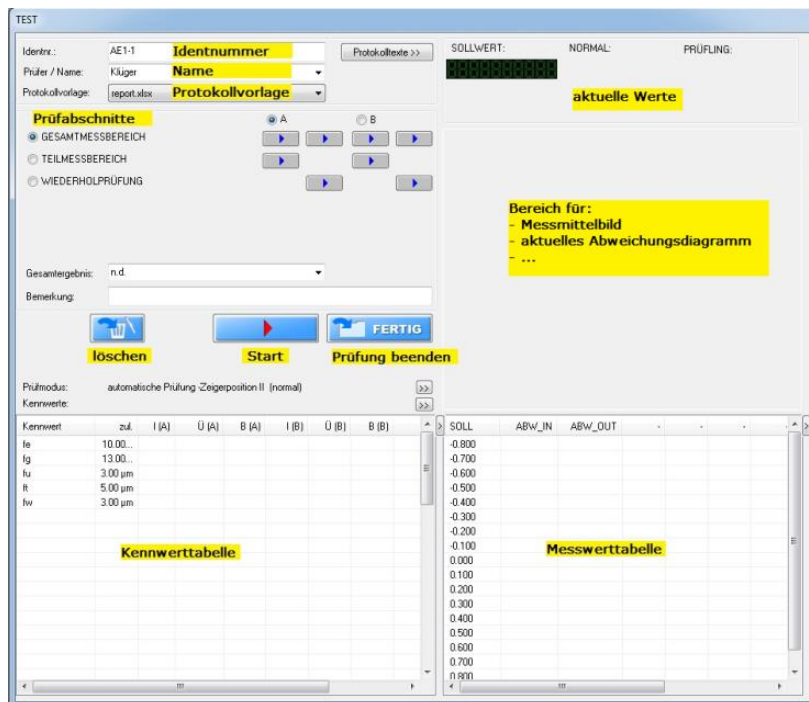 TEST
Identnr.: AE1-1 Identnummer Protokolltexte >>
Prüfer / Name: Klüger Name
Protokollvorlage: report.xlsx Protokollvorlage
SOLLWERT: NORMAL: PRÜFLING:
aktuelle Werte
Prüfabschnitte
A B
GESAMTMESSBEREICH
TEILMESSBEREICH
WIEDERHOLPRÜFUNG
Bereich für:
- Messmittelbild
- aktuelles Abweichungsdiagramm
- ...
Gesamtergebnis: n.d.
Bemerkung:
FERTIG
löschen Start Prüfung beenden
Prüfmodus: automatische Prüfung -Zeigerposition II (normal) >>
Kennwerte: >>
Kennwert zul. I (A) Ü (A) B (A) I (B) Ü (B) B (B)
fe 10.00...
fg 13.00...
fu 3.00 µm
ft 5.00 µm
fw 3.00 µm
Kennwerttabelle
SOLL ABW_IN ABW_OUT - - -
-0.800
-0.700
-0.600
-0.500
-0.400
-0.300
-0.200
-0.100
0.000
0.100
0.200
0.300
0.400
0.500
0.600
0.700
0.800
Messwerttabelle